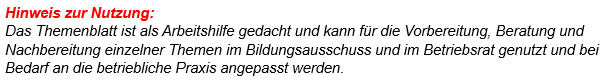 Hinweis zur Nutzung:
Das Themenblatt ist als Arbeitshilfe gedacht und kann für die Vorbereitung, Beratung und
Nachbereitung einzelner Themen im Bildungsausschuss und im Betriebsrat genutzt und bei
Bedarf an die betriebliche Praxis angepasst werden.